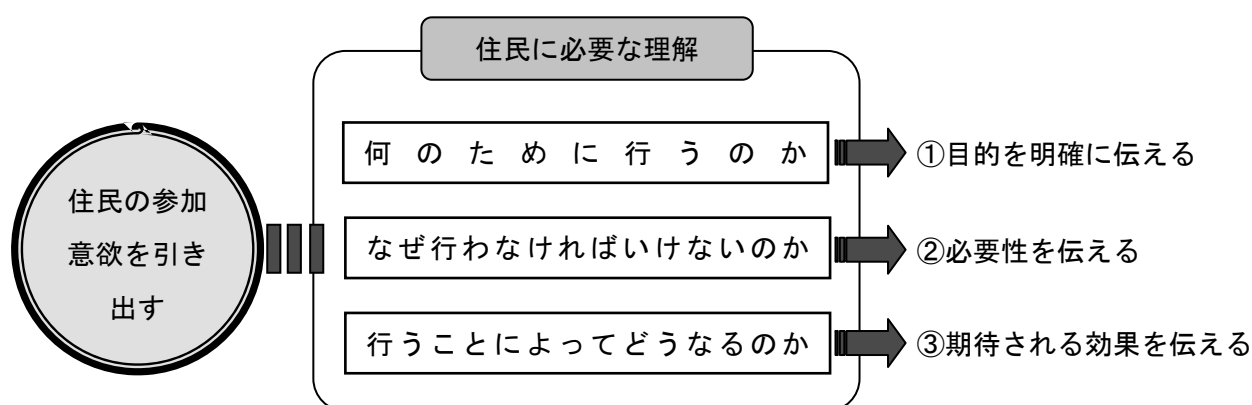 住民に必要な理解
住民の参加
意欲を引き
出す
何のために行うのか
①目的を明確に伝える
なぜ行わなければいけないのか
②必要性を伝える
行うことによってどうなるのか
③期待される効果を伝える